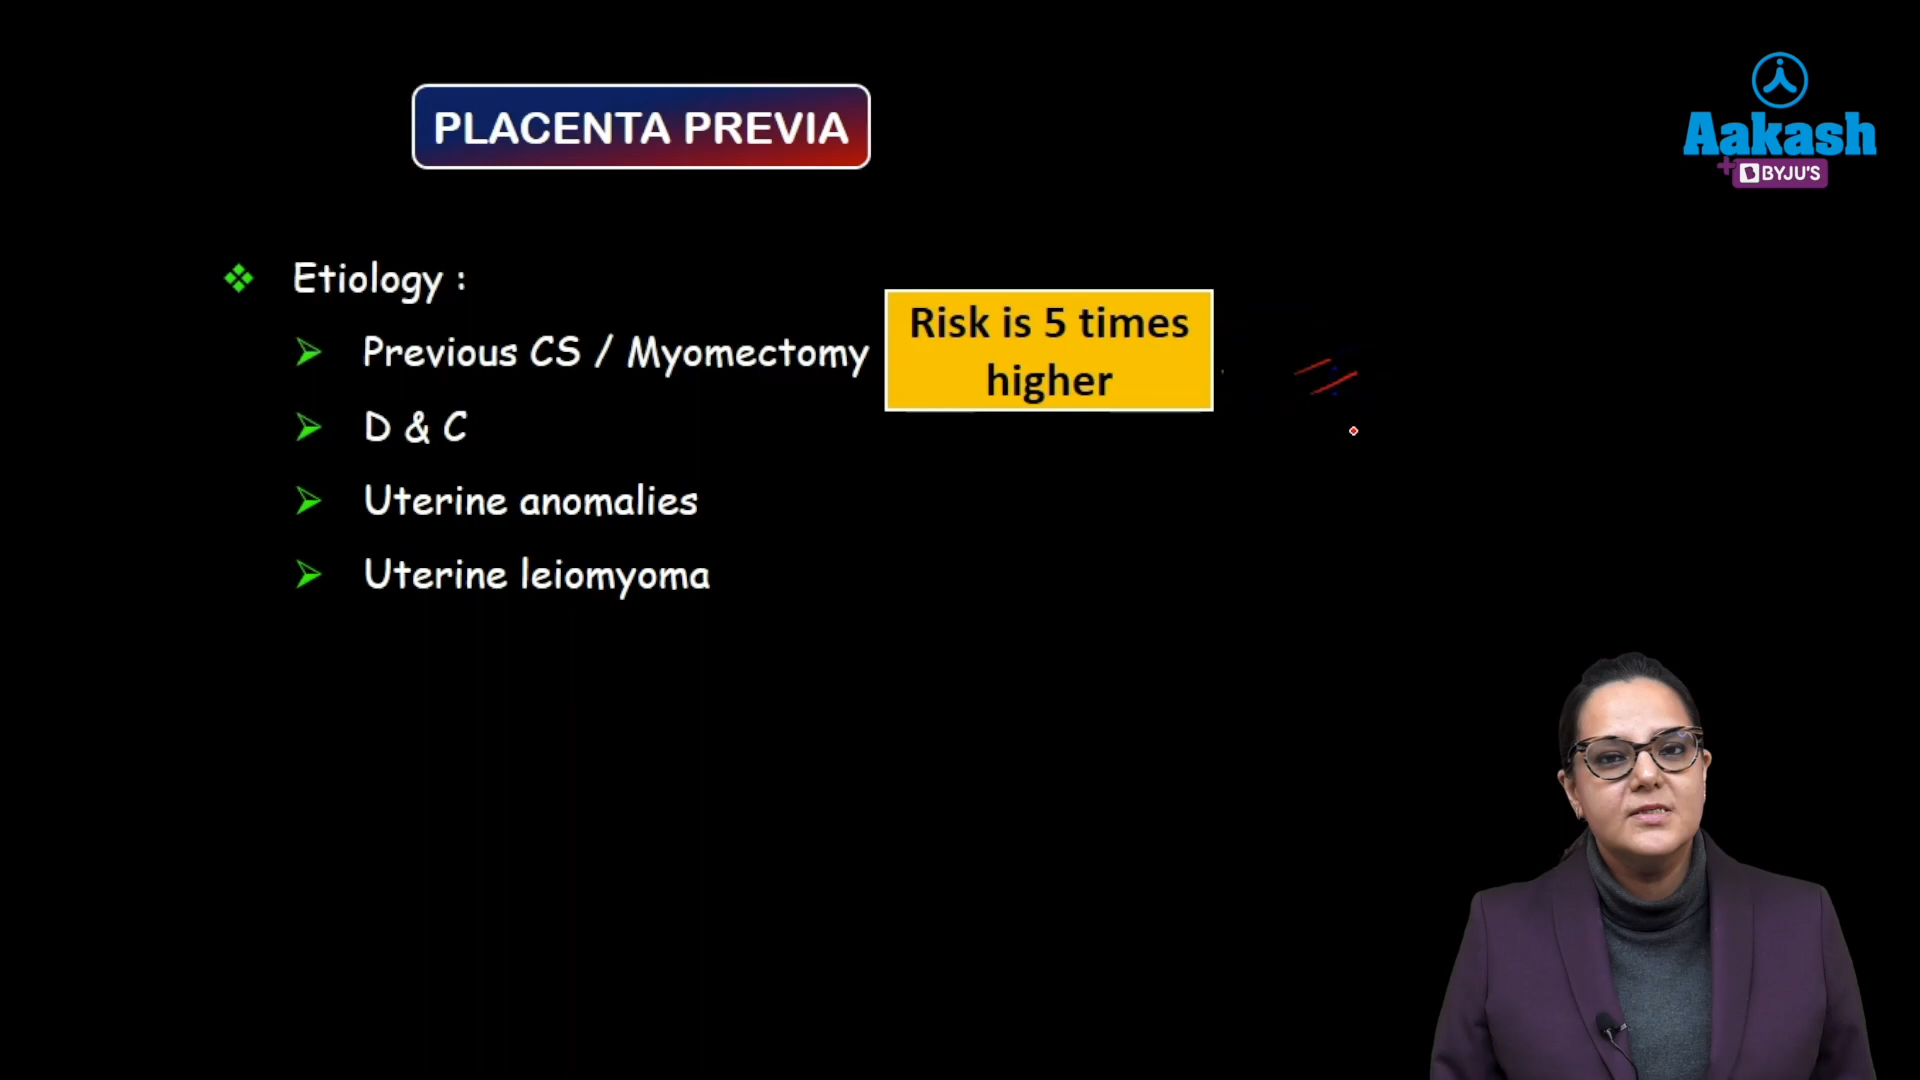 PLACENTA PREVIA
Aakash
+ BYJU'S
Etiology :
Previous CS / Myomectomy
Risk is 5 times
higher
D & C
Uterine anomalies
Uterine leiomyoma